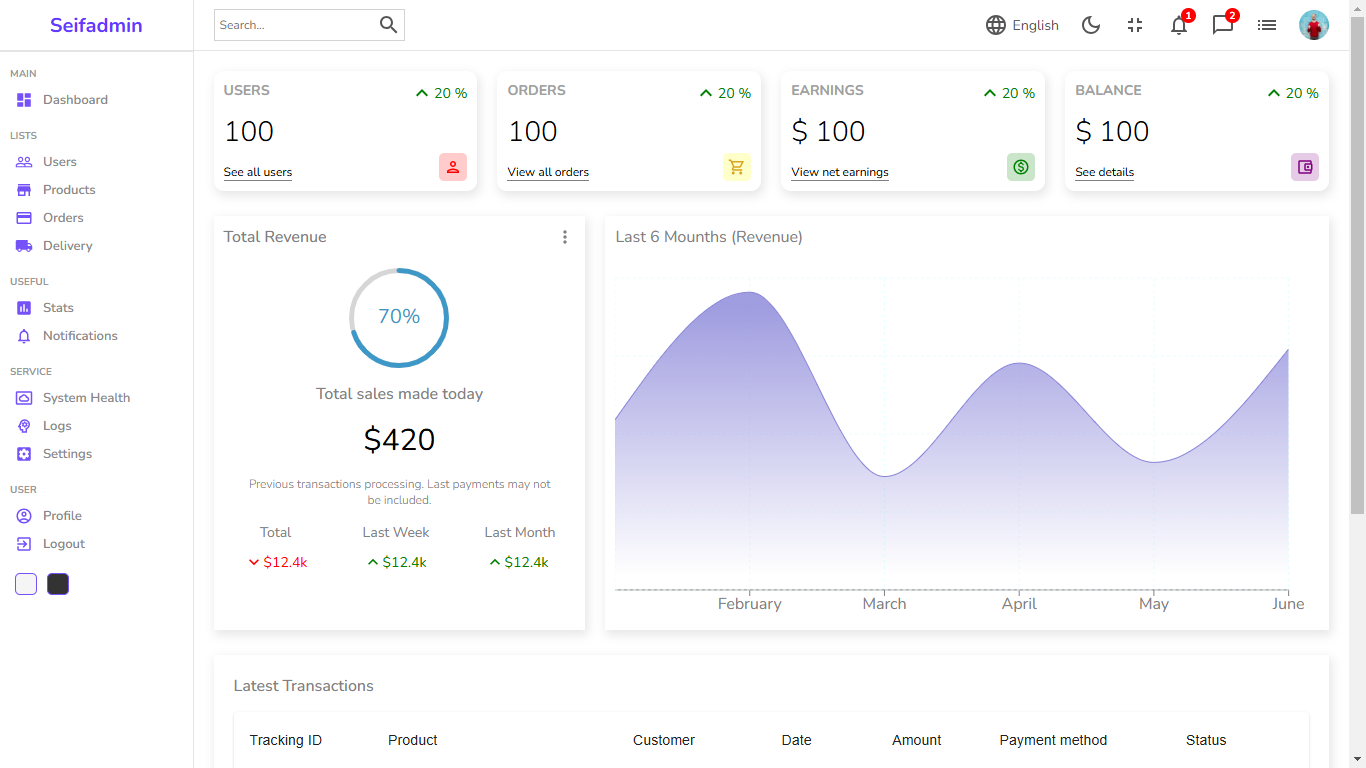 Seifadmin
Search...
English
1
2
MAIN
Dashboard
LISTS
Users
Products
Orders
Delivery
USEFUL
Stats
Notifications
SERVICE
System Health
Logs
Settings
USER
Profile
Logout
USERS
20 %
100
See all users
ORDERS
20 %
100
View all orders
EARNINGS
20 %
$ 100
View net earnings
BALANCE
20 %
$ 100
See details
Total Revenue
70%
Total sales made today
$420
Previous transactions processing. Last payments may not
be included.
Total
Last Week
Last Month
$12.4k
$12.4k
$12.4k
Last 6 Mounths (Revenue)
February
March
April
May
June
Latest Transactions
Tracking ID
Product
Customer
Date
Amount
Payment method
Status